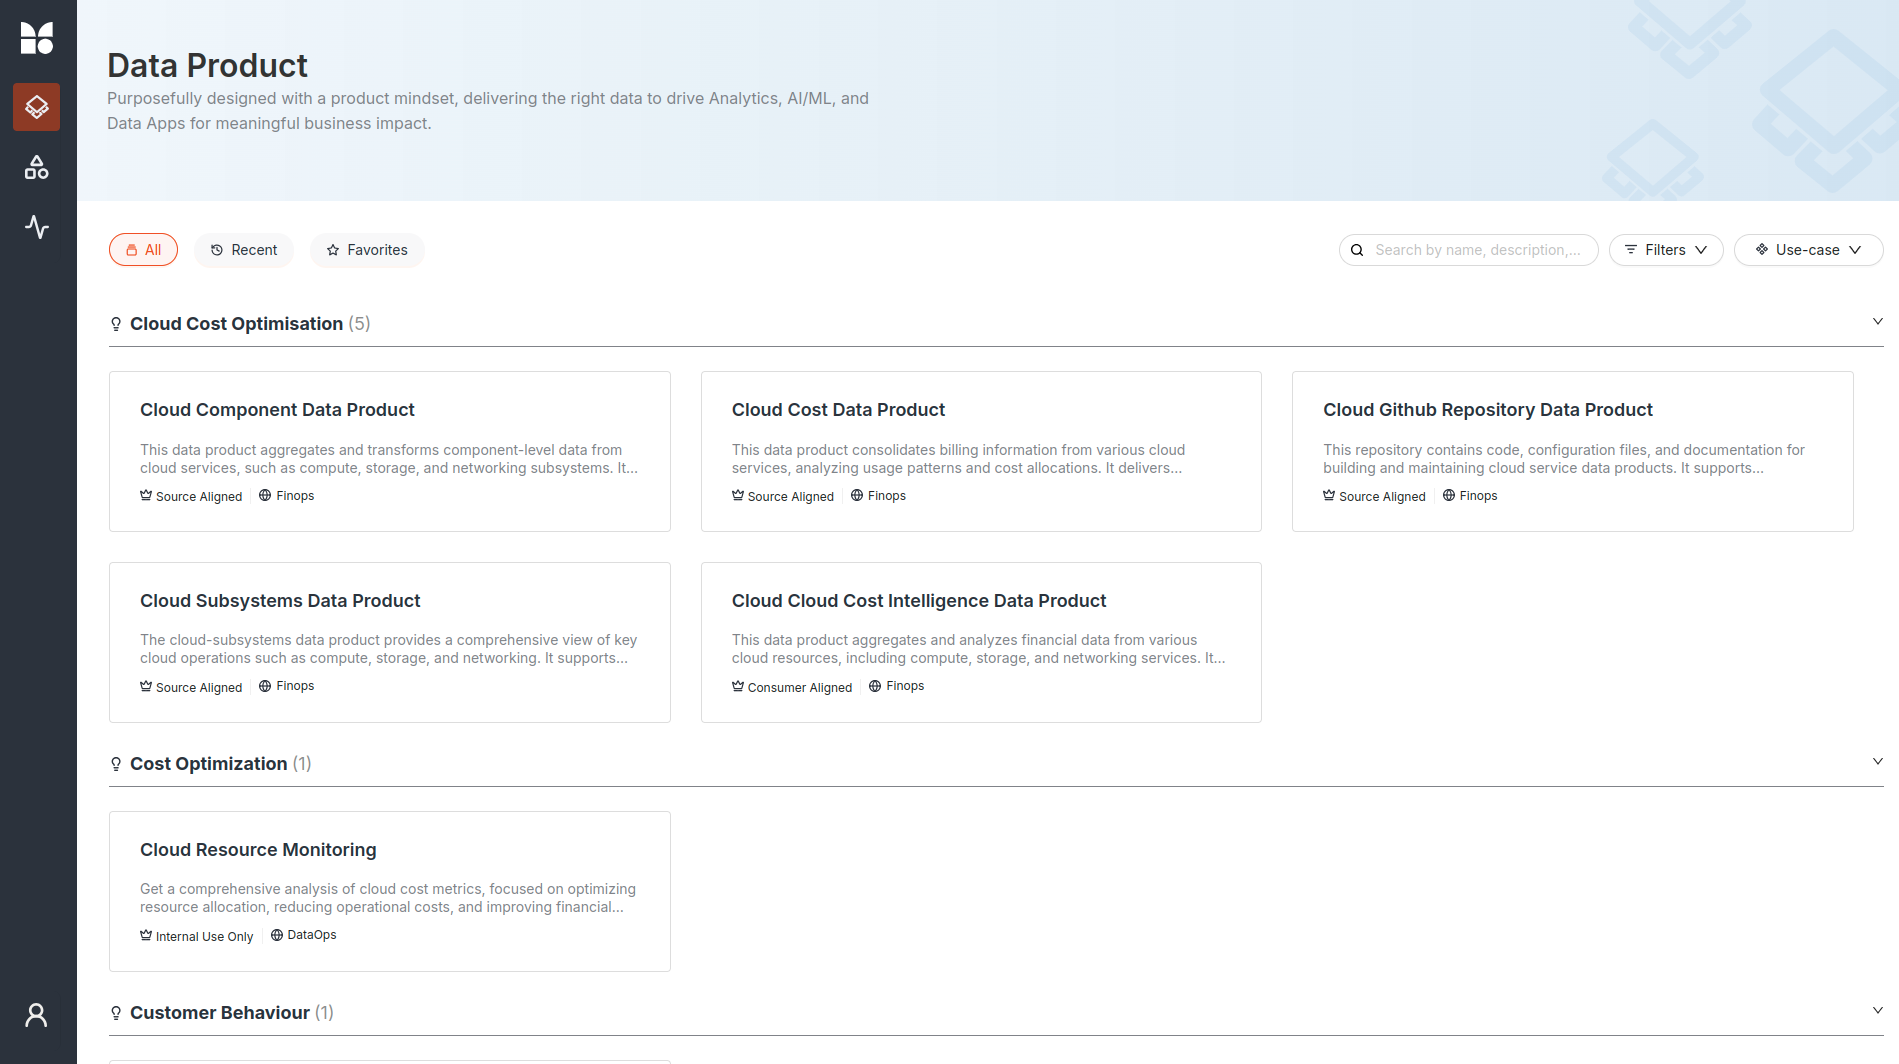 Data Product
Purposefully designed with a product mindset, delivering the right data to drive Analytics, AI/ML, and
Data Apps for meaningful business impact.
All
Recent
Favorites
Search by name, description,...
Filters
Use-case
Cloud Cost Optimisation (5)
Cloud Component Data Product
This data product aggregates and transforms component-level data from
cloud services, such as compute, storage, and networking subsystems. It...
Source Aligned
Finops
Cloud Cost Data Product
This data product consolidates billing information from various cloud
services, analyzing usage patterns and cost allocations. It delivers...
Source Aligned
Finops
Cloud Github Repository Data Product
This repository contains code, configuration files, and documentation for
building and maintaining cloud service data products. It supports...
Source Aligned
Finops
Cloud Subsystems Data Product
The cloud-subsystems data product provides a comprehensive view of key
cloud operations such as compute, storage, and networking. It supports...
Source Aligned
Finops
Cloud Cloud Cost Intelligence Data Product
This data product aggregates and analyzes financial data from various
cloud resources, including compute, storage, and networking services. It...
Consumer Aligned
Finops
Cost Optimization (1)
Cloud Resource Monitoring
Get a comprehensive analysis of cloud cost metrics, focused on optimizing
resource allocation, reducing operational costs, and improving financial...
Internal Use Only
DataOps
Customer Behaviour (1)